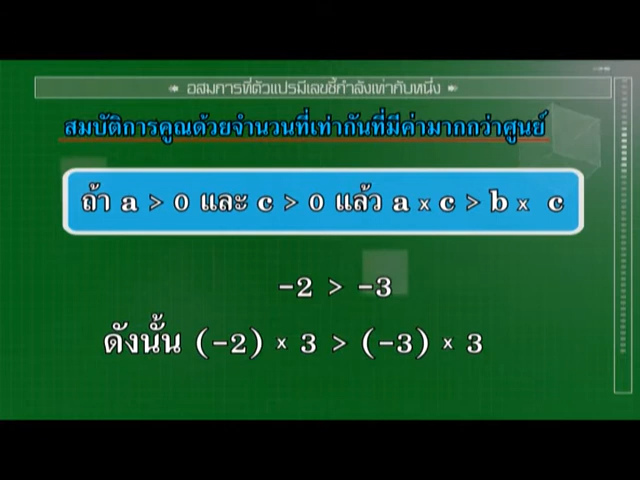 อสมการที่ตัวแปรมีเลขชี้กำลังเท่ากับหนึ่ง
สมบัติการคูณด้วยจำนวนที่เท่ากันที่มีค่ามากกว่าศูนย์
ถ้า a > 0 และ c > 0 แล้ว a × c > b × c
-2 > -3
ดังนั้น (-2) × 3 > (-3) × 3